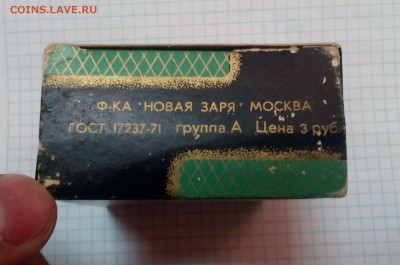 COINS.LAVE.RU
Ф-КА "НОВАЯ ЗАРЯ" МОСКВА
ГОСТ 17237-71 группа А Цена 3 руб.